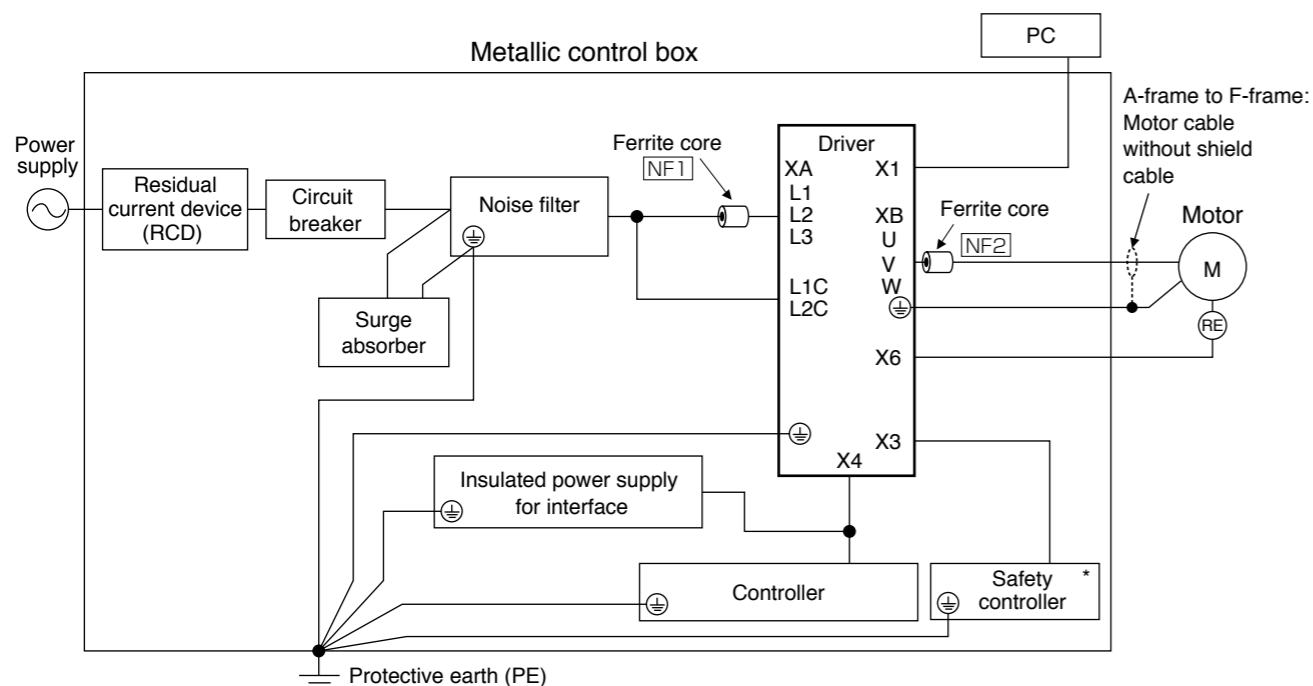 PC
Metallic control box
A-frame to F-frame:
Motor cable
without shield
cable
Power
supply
Residual
current device
(RCD)
Circuit
breaker
Noise filter
Surge
absorber
Ferrite core
NF1
Driver
XA
X1
L1
L2
L3
XB
U
V
W
L1C
L2C
X6
X3
X4
Ferrite core
NF2
Motor
M
RE
Insulated power supply
for interface
Controller
Safety *
controller
Protective earth (PE)